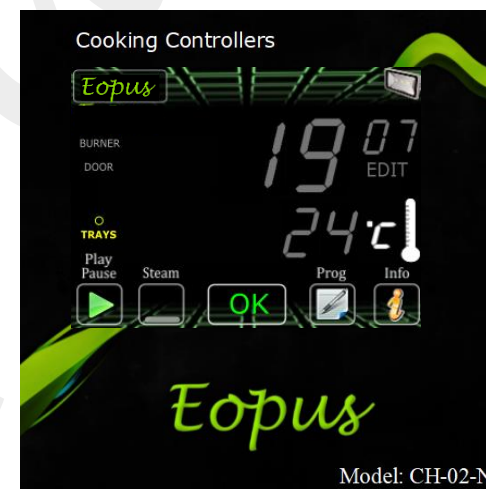 Cooking Controllers
Eopus
BURNER
19 07
DOOR
EDIT
TRAYS
24 °C
Play
Pause
Steam
Prog
Info
OK
Eopus
Model: CH-02-N